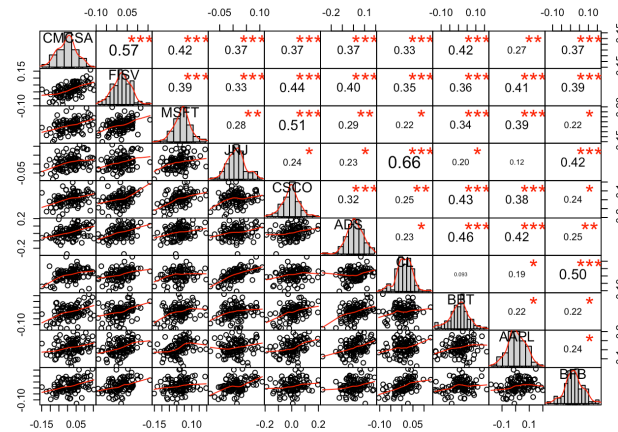 -0.10 0.05 -0.05 0.10 -0.2 0.1 -0.10 0.10 -0.10 0.10
CMCSA 0.57 *** 0.42 *** 0.37 *** 0.37 *** 0.37 *** 0.33 *** 0.42 *** 0.27 ** 0.37 ***
-0.10 0.15 FISV 0.39 *** 0.33 *** 0.44 *** 0.40 *** 0.35 *** 0.36 *** 0.41 *** 0.39 ***
MSFT 0.28 ** 0.51 *** 0.29 ** 0.22 * 0.34 *** 0.39 *** 0.22 *
-0.05 JNJ 0.24 * 0.23 * 0.66 *** 0.20 * 0.12 0.42 ***
CSCO 0.32 *** 0.25 ** 0.43 *** 0.38 *** 0.24 *
-0.2 0.2 ADS 0.23 * 0.46 *** 0.42 *** 0.25 **
CL 0.093 0.19 * 0.50 ***
-0.10 BBT 0.22 * 0.22 *
AAPL 0.24 *
-0.10 BFB
-0.15 0.05 -0.15 0.10 -0.2 0.0 0.2 -0.10 0.05 -0.1 0.1